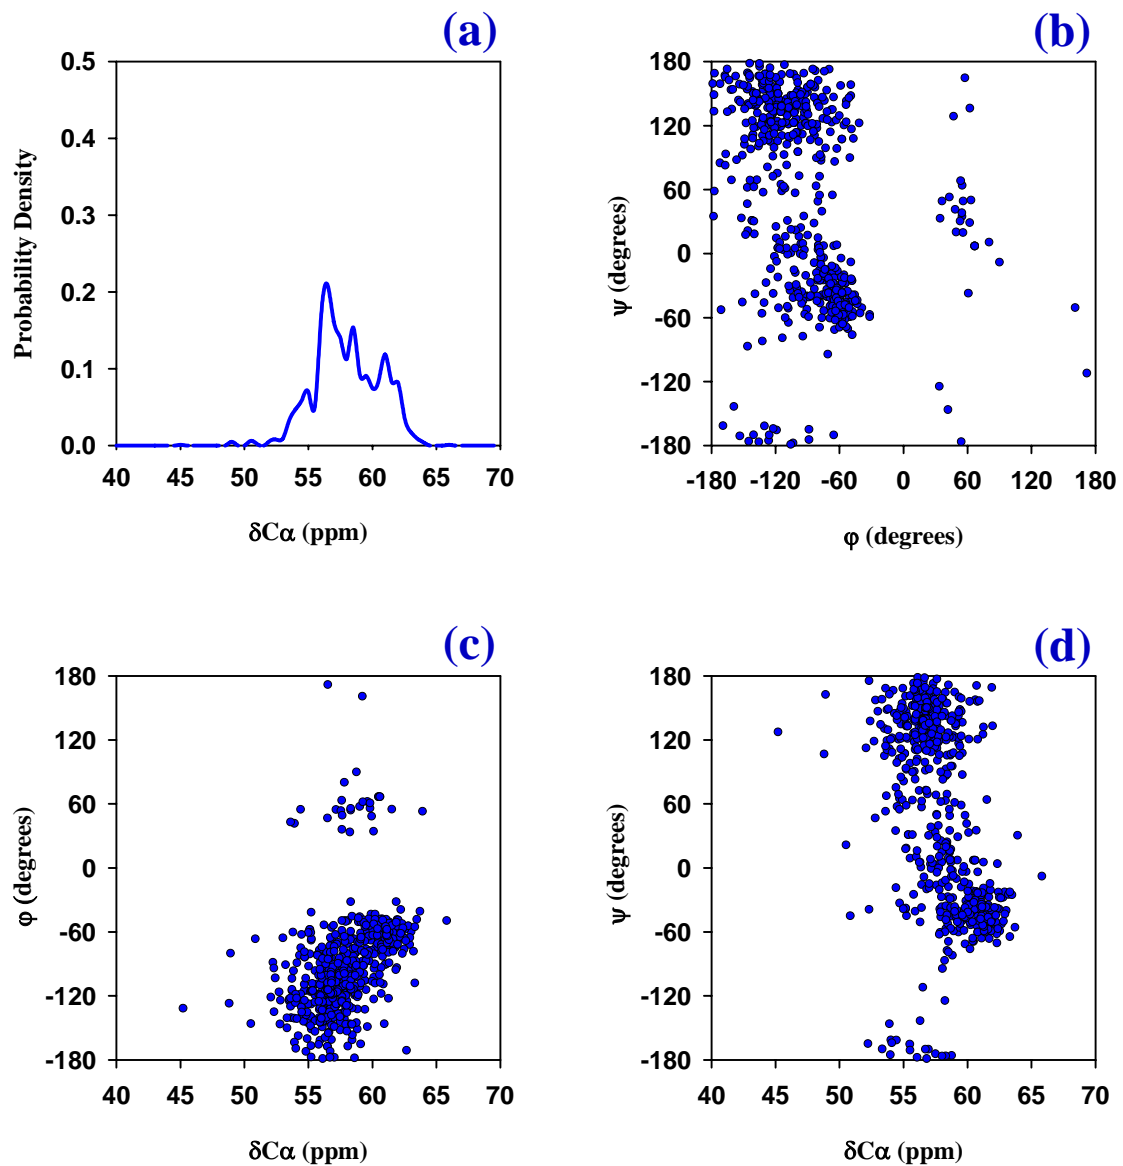 (a)
0.5
0.4
0.3
0.2
0.1
0.0
Probability Density
40 45 50 55 60 65 70
δCα (ppm)
(b)
180
120
60
0
-60
-120
-180
ψ (degrees)
-180 -120 -60 0 60 120 180
φ (degrees)
(c)
180
120
60
0
-60
-120
-180
φ (degrees)
40 45 50 55 60 65 70
δCα (ppm)
(d)
180
120
60
0
-60
-120
-180
ψ (degrees)
40 45 50 55 60 65 70
δCα (ppm)